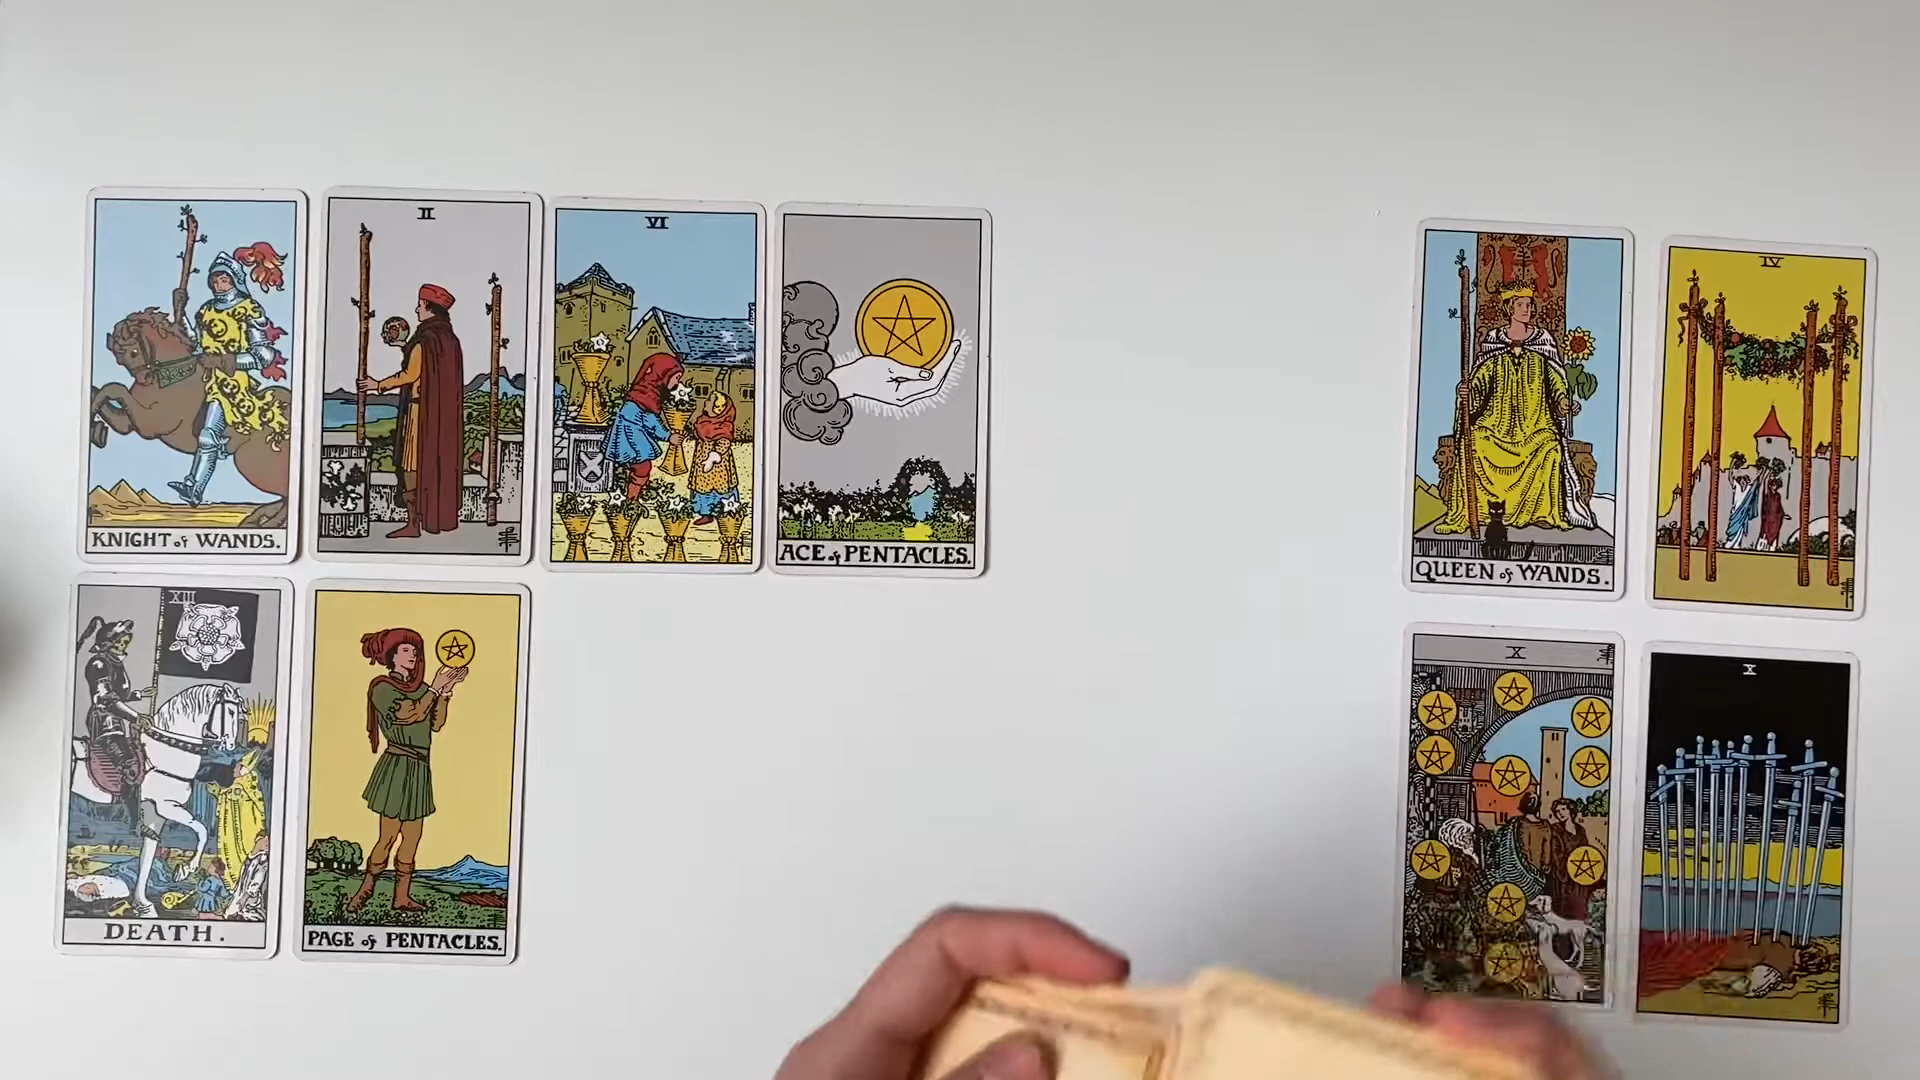 II
VI
IV
KNIGHT of WANDS.
ACE of PENTACLES.
QUEEN of WANDS.
XIII
X
X
DEATH.
PAGE of PENTACLES.